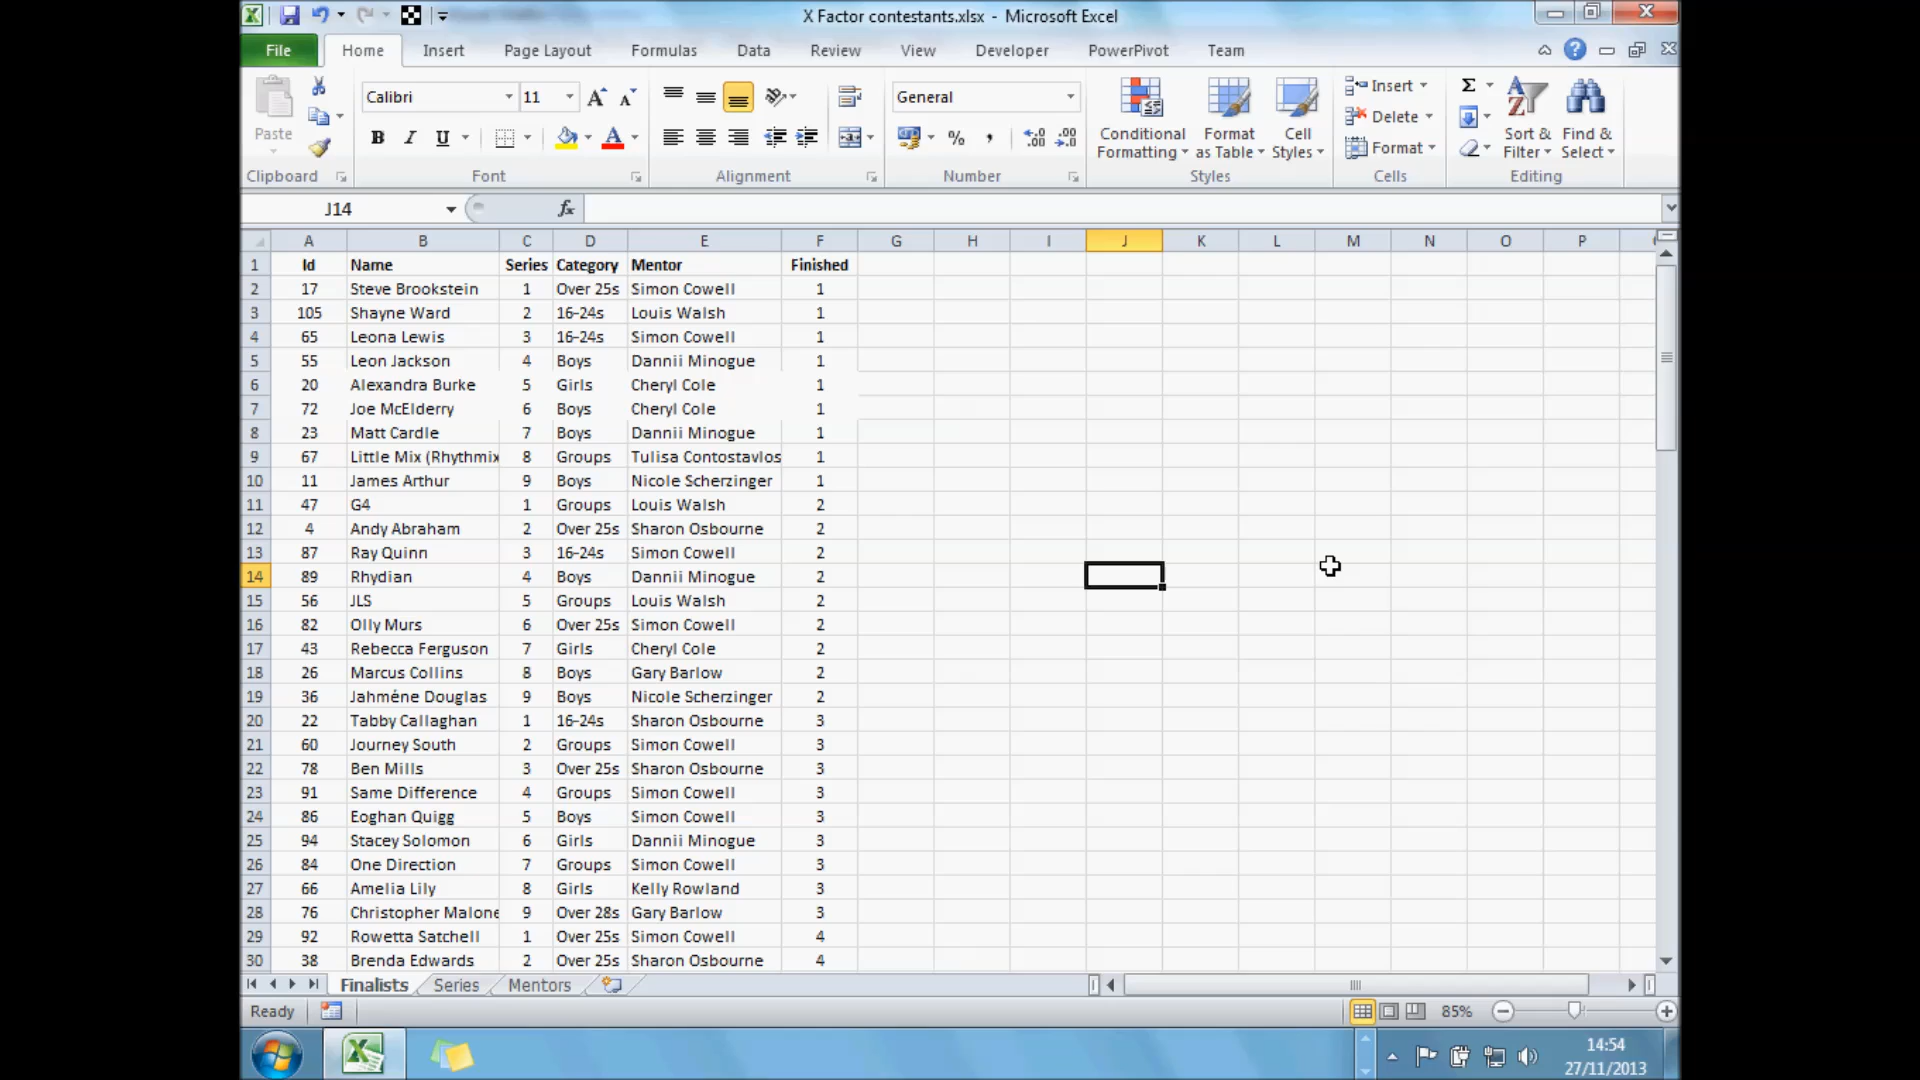 X Factor contestants.xlsx - Microsoft Excel
File Home Insert Page Layout Formulas Data Review View Developer PowerPivot Team
Paste
Clipboard
Calibri 11
B I U A
Font
Alignment
General
% ,
Number
Conditional Formatting
Format as Table
Cell Styles
Styles
Insert
Delete
Format
Cells
Σ
Sort & Filter
Find & Select
Editing
J14 fx
A B C D E F G H I J K L M N O P
1 Id Name Series Category Mentor Finished
2 17 Steve Brookstein 1 Over 25s Simon Cowell 1
3 105 Shayne Ward 2 16-24s Louis Walsh 1
4 65 Leona Lewis 3 16-24s Simon Cowell 1
5 55 Leon Jackson 4 Boys Dannii Minogue 1
6 20 Alexandra Burke 5 Girls Cheryl Cole 1
7 72 Joe McElderry 6 Boys Cheryl Cole 1
8 23 Matt Cardle 7 Boys Dannii Minogue 1
9 67 Little Mix (Rhythmix 8 Groups Tulisa Contostavlos 1
10 11 James Arthur 9 Boys Nicole Scherzinger 1
11 47 G4 1 Groups Louis Walsh 2
12 4 Andy Abraham 2 Over 25s Sharon Osbourne 2
13 87 Ray Quinn 3 16-24s Simon Cowell 2
14 89 Rhydian 4 Boys Dannii Minogue 2
15 56 JLS 5 Groups Louis Walsh 2
16 82 Olly Murs 6 Over 25s Simon Cowell 2
17 43 Rebecca Ferguson 7 Girls Cheryl Cole 2
18 26 Marcus Collins 8 Boys Gary Barlow 2
19 36 Jahméne Douglas 9 Boys Nicole Scherzinger 2
20 22 Tabby Callaghan 1 16-24s Sharon Osbourne 3
21 60 Journey South 2 Groups Simon Cowell 3
22 78 Ben Mills 3 Over 25s Sharon Osbourne 3
23 91 Same Difference 4 Groups Simon Cowell 3
24 86 Eoghan Quigg 5 Boys Simon Cowell 3
25 94 Stacey Solomon 6 Girls Dannii Minogue 3
26 84 One Direction 7 Groups Simon Cowell 3
27 66 Amelia Lily 8 Girls Kelly Rowland 3
28 76 Christopher Malone 9 Over 28s Gary Barlow 3
29 92 Rowetta Satchell 1 Over 25s Simon Cowell 4
30 38 Brenda Edwards 2 Over 25s Sharon Osbourne 4
Finalists Series Mentors
Ready 85%
14:54
27/11/2013